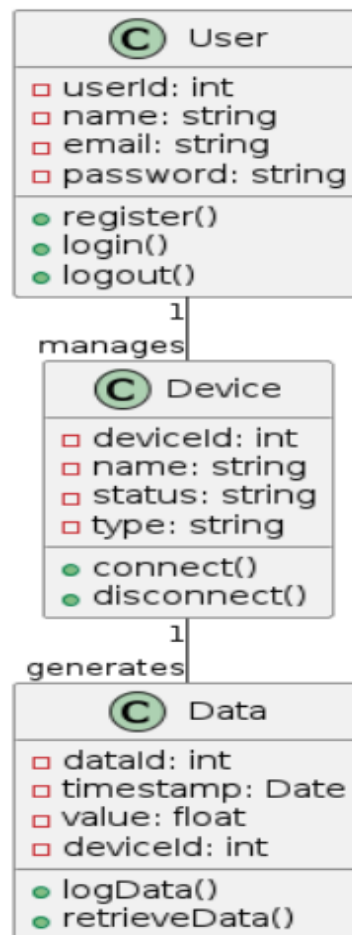 C User
userId: int
name: string
email: string
password: string
register()
login()
logout()
1
manages
C Device
deviceId: int
name: string
status: string
type: string
connect()
disconnect()
1
generates
C Data
dataId: int
timestamp: Date
value: float
deviceId: int
logData()
retrieveData()